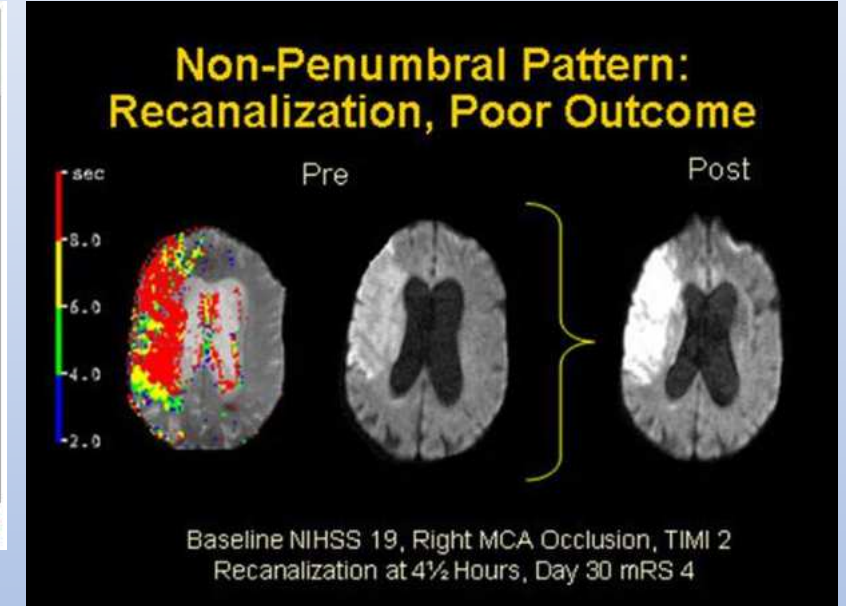 Non-Penumbral Pattern:
Recanalization, Poor Outcome
Pre
Post
sec
8.0
6.0
4.0
2.0
Baseline NIHSS 19, Right MCA Occlusion, TIMI 2
Recanalization at 4½ Hours, Day 30 mRS 4